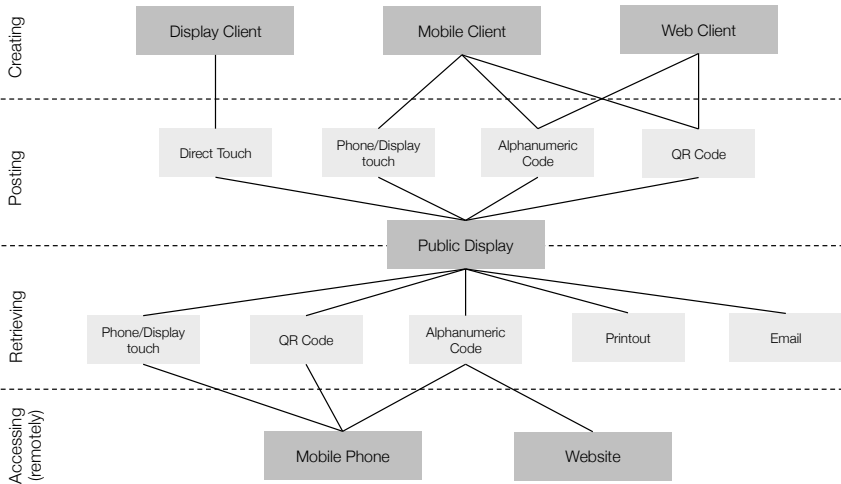 Creating
Display Client
Mobile Client
Web Client
Posting
Direct Touch
Phone/Display
touch
Alphanumeric
Code
QR Code
Public Display
Retrieving
Phone/Display
touch
QR Code
Alphanumeric
Code
Printout
Email
Accessing
(remotely)
Mobile Phone
Website